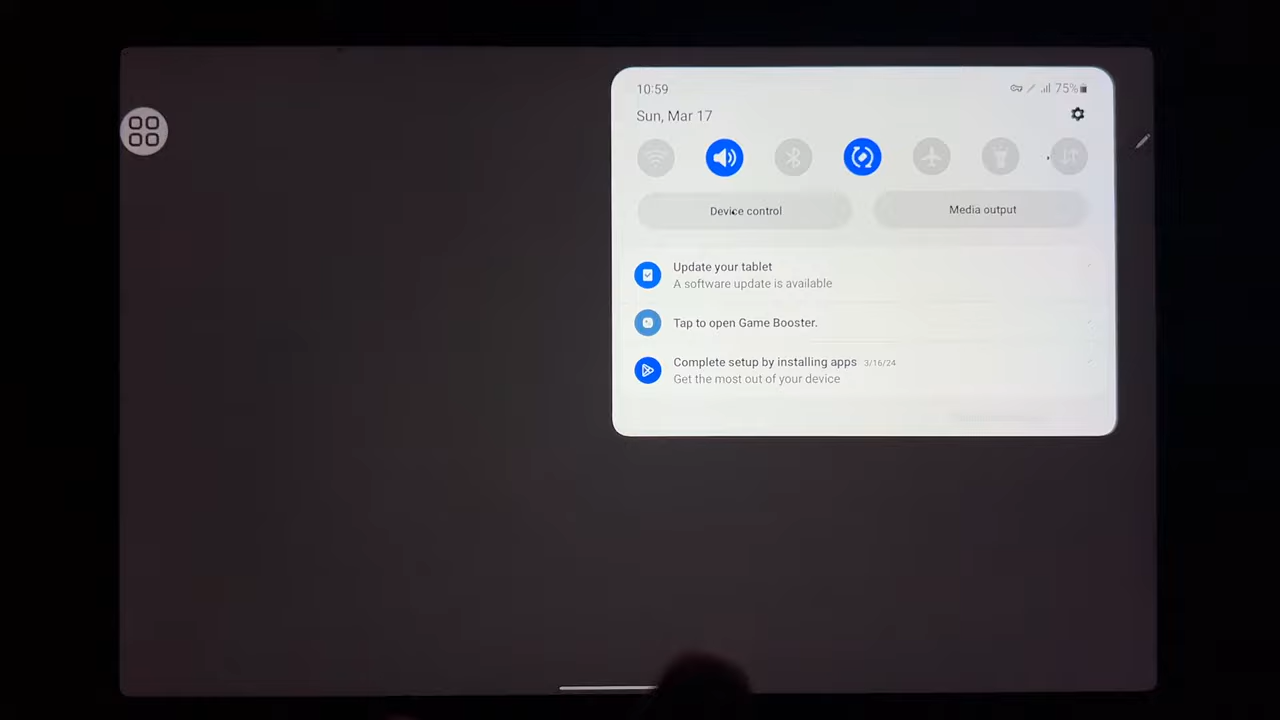 10:59
75%
Sun, Mar 17
Device control
Media output
Update your tablet
A software update is available
Tap to open Game Booster.
Complete setup by installing apps 3/16/24
Get the most out of your device